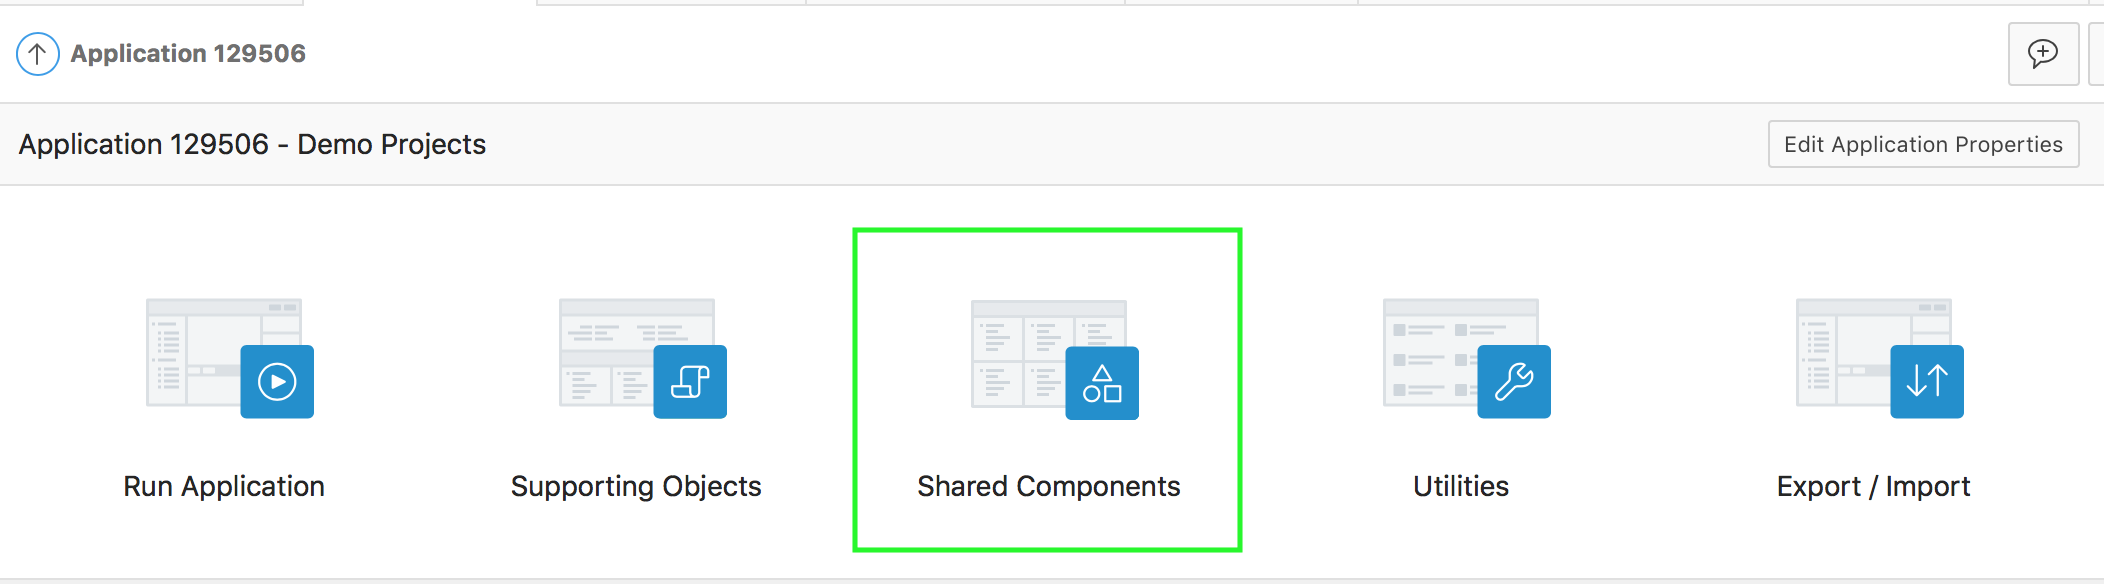 Application 129506
Application 129506 - Demo Projects
Edit Application Properties
Run Application
Supporting Objects
Shared Components
Utilities
Export / Import